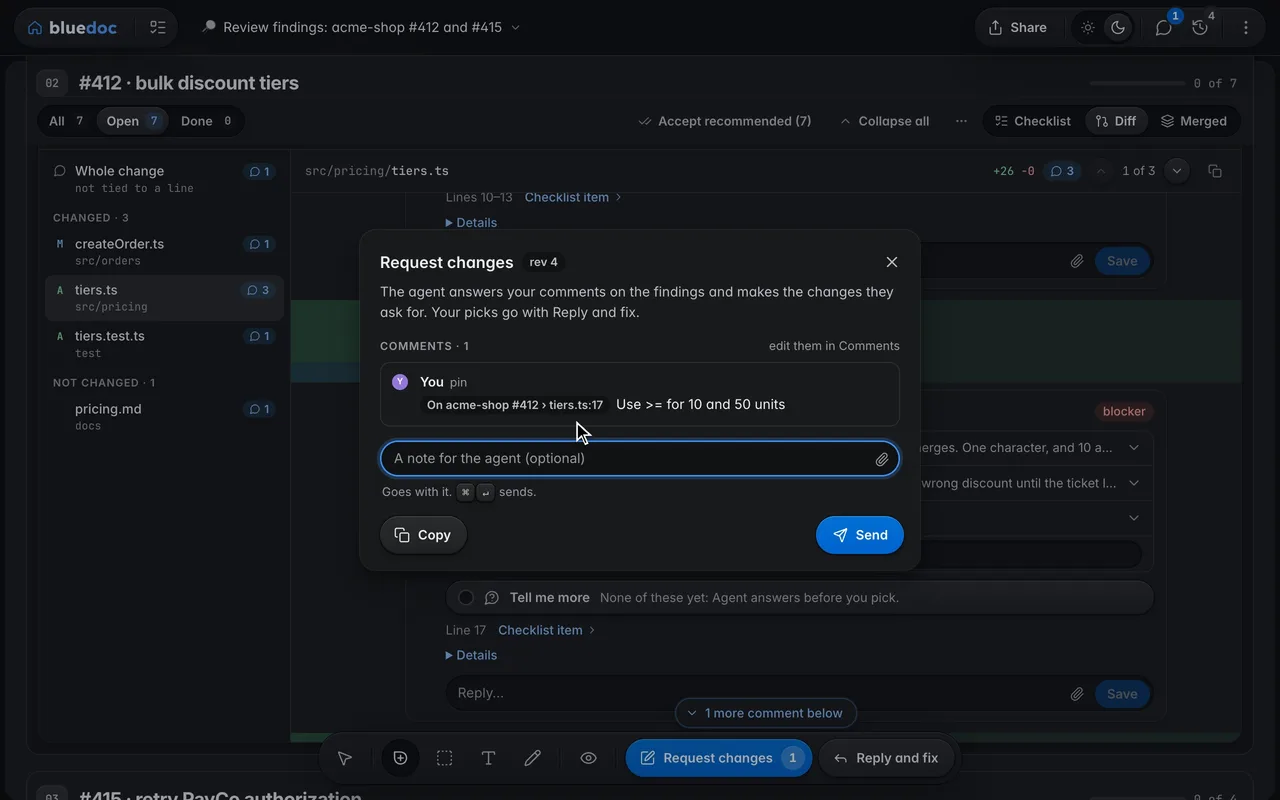 bluedoc
Review findings: acme-shop #412 and #415
Share
1
4
02
#412 · bulk discount tiers
0 of 7
All 7
Open 7
Done 0
Accept recommended (7)
Collapse all
Checklist
Diff
Merged
Whole change
1
not tied to a line
CHANGED · 3
M createOrder.ts
1
src/orders
A tiers.ts
3
src/pricing
A tiers.test.ts
1
test
NOT CHANGED · 1
pricing.md
1
docs
src/pricing/tiers.ts
+26 -0
3
1 of 3
Lines 10–13 Checklist item
Details
Save
Request changes rev 4
The agent answers your comments on the findings and makes the changes they
ask for. Your picks go with Reply and fix.
COMMENTS · 1
edit them in Comments
Y You pin
On acme-shop #412 › tiers.ts:17 Use >= for 10 and 50 units
A note for the agent (optional)
Goes with it. ⌘ ↵ sends.
Copy
Send
blocker
erges. One character, and 10 a...
wrong discount until the ticket l...
Tell me more None of these yet: Agent answers before you pick.
Line 17 Checklist item
Details
Reply...
Save
1 more comment below
Request changes 1
Reply and fix
03
#415 · retry PayCo authorization
0 of 4